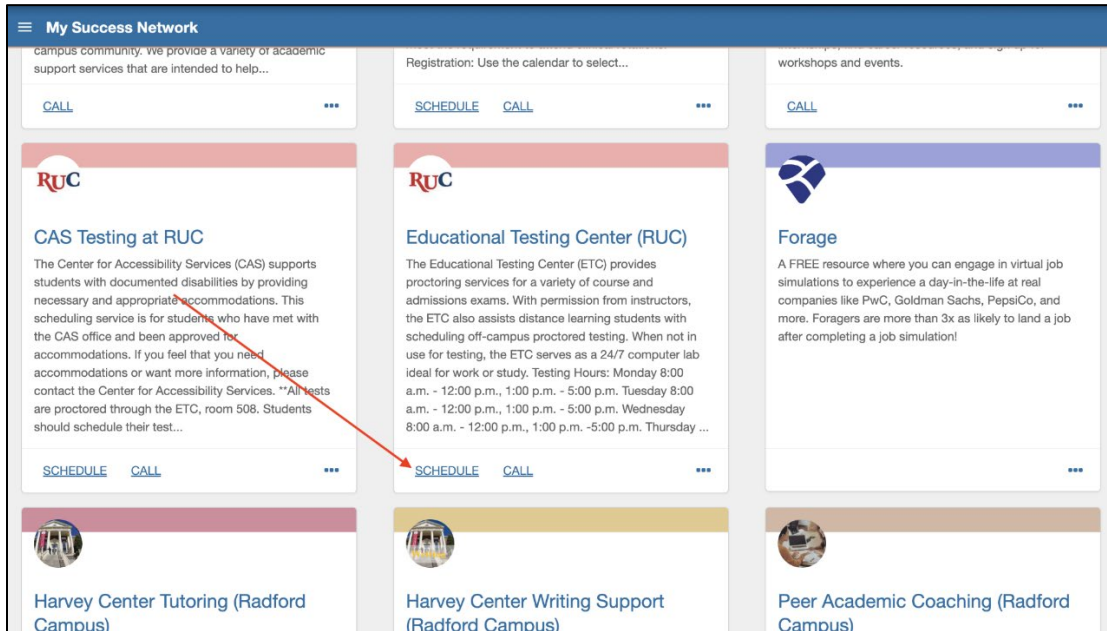 My Success Network
campus community. We provide a variety of academic
support services that are intended to help...
CALL
Registration: Use the calendar to select...
SCHEDULE CALL
workshops and events.
CALL
RUC
CAS Testing at RUC
The Center for Accessibility Services (CAS) supports
students with documented disabilities by providing
necessary and appropriate accommodations. This
scheduling service is for students who have met with
the CAS office and been approved for
accommodations. If you feel that you need
accommodations or want more information, please
contact the Center for Accessibility Services. **All tests
are proctored through the ETC, room 508. Students
should schedule their test...
SCHEDULE CALL
RUC
Educational Testing Center (RUC)
The Educational Testing Center (ETC) provides
proctoring services for a variety of course and
admissions exams. With permission from instructors,
the ETC also assists distance learning students with
scheduling off-campus proctored testing. When not in
use for testing, the ETC serves as a 24/7 computer lab
ideal for work or study. Testing Hours: Monday 8:00
a.m. - 12:00 p.m., 1:00 p.m. - 5:00 p.m. Tuesday 8:00
a.m. - 12:00 p.m., 1:00 p.m. - 5:00 p.m. Wednesday
8:00 a.m. - 12:00 p.m., 1:00 p.m. -5:00 p.m. Thursday ...
SCHEDULE CALL
Forage
A FREE resource where you can engage in virtual job
simulations to experience a day-in-the-life at real
companies like PwC, Goldman Sachs, PepsiCo, and
more. Foragers are more than 3x as likely to land a job
after completing a job simulation!
Harvey Center Tutoring (Radford
Campus)
Harvey Center Writing Support
(Radford Campus)
Peer Academic Coaching (Radford
Campus)